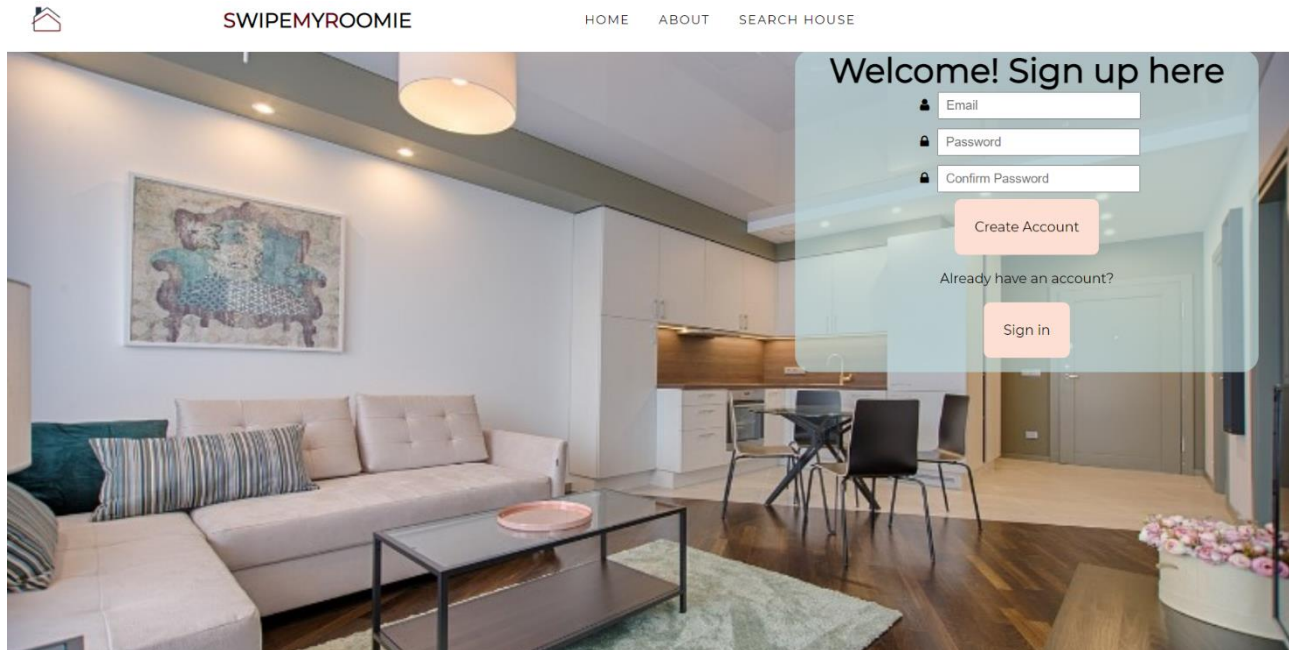 SWIPEMYROOMIE
HOME ABOUT SEARCH HOUSE
Welcome! Sign up here
Email
Password
Confirm Password
Create Account
Already have an account?
Sign in